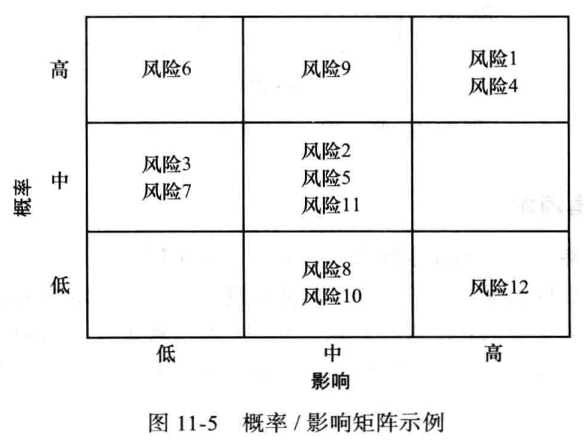 高
风险6
风险9
风险1
风险4
概率
中
风险3
风险7
风险2
风险5
风险11
低
风险8
风险10
风险12
低
中
高
影响
图 11-5 概率 / 影响矩阵示例